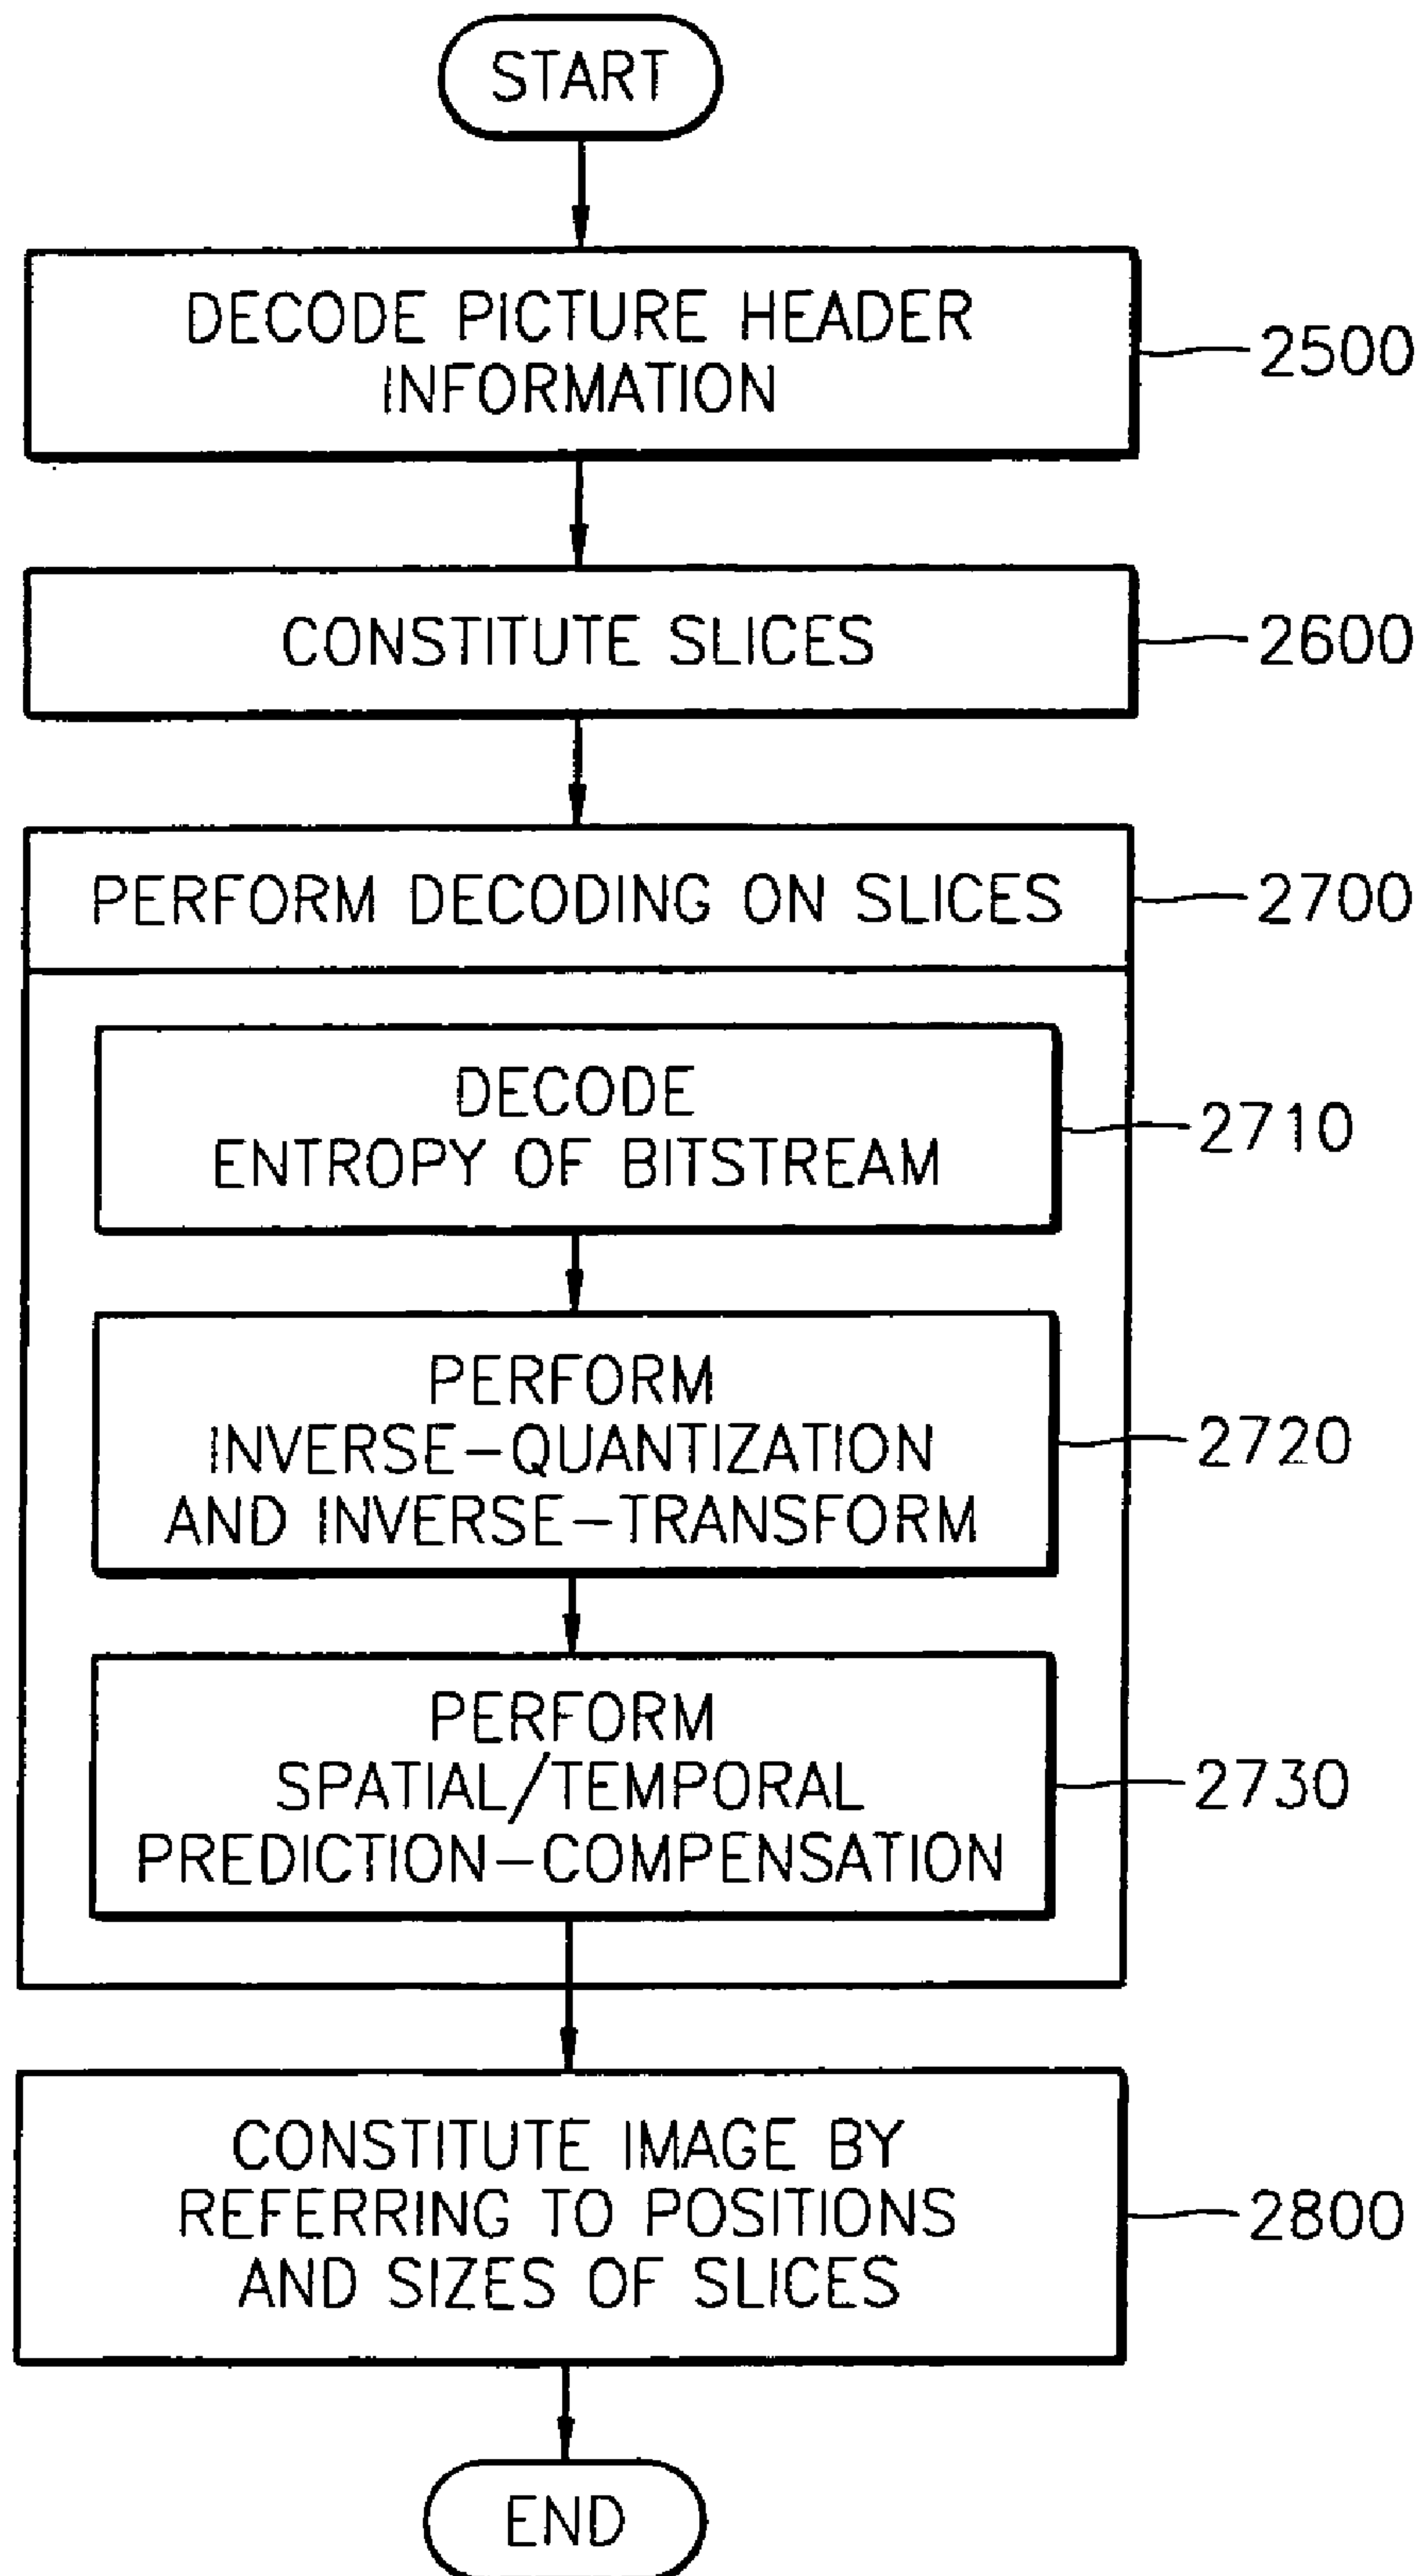 START
DECODE PICTURE HEADER
INFORMATION
2500
CONSTITUTE SLICES
2600
PERFORM DECODING ON SLICES
2700
DECODE
ENTROPY OF BITSTREAM
2710
PERFORM
INVERSE-QUANTIZATION
AND INVERSE-TRANSFORM
2720
PERFORM
SPATIAL/TEMPORAL
PREDICTION-COMPENSATION
2730
CONSTITUTE IMAGE BY
REFERRING TO POSITIONS
AND SIZES OF SLICES
2800
END